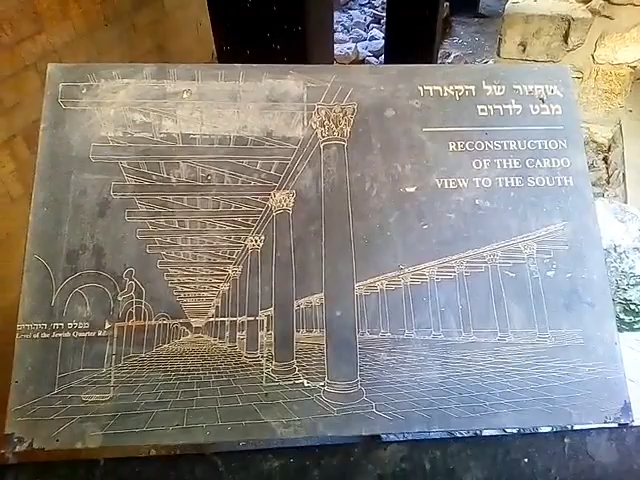 שחזור של הקארדו
מבט לדרום
RECONSTRUCTION
OF THE CARDO
VIEW TO THE SOUTH
מפלס רח' היהודים
Level of the Jewish Quarter Rd.